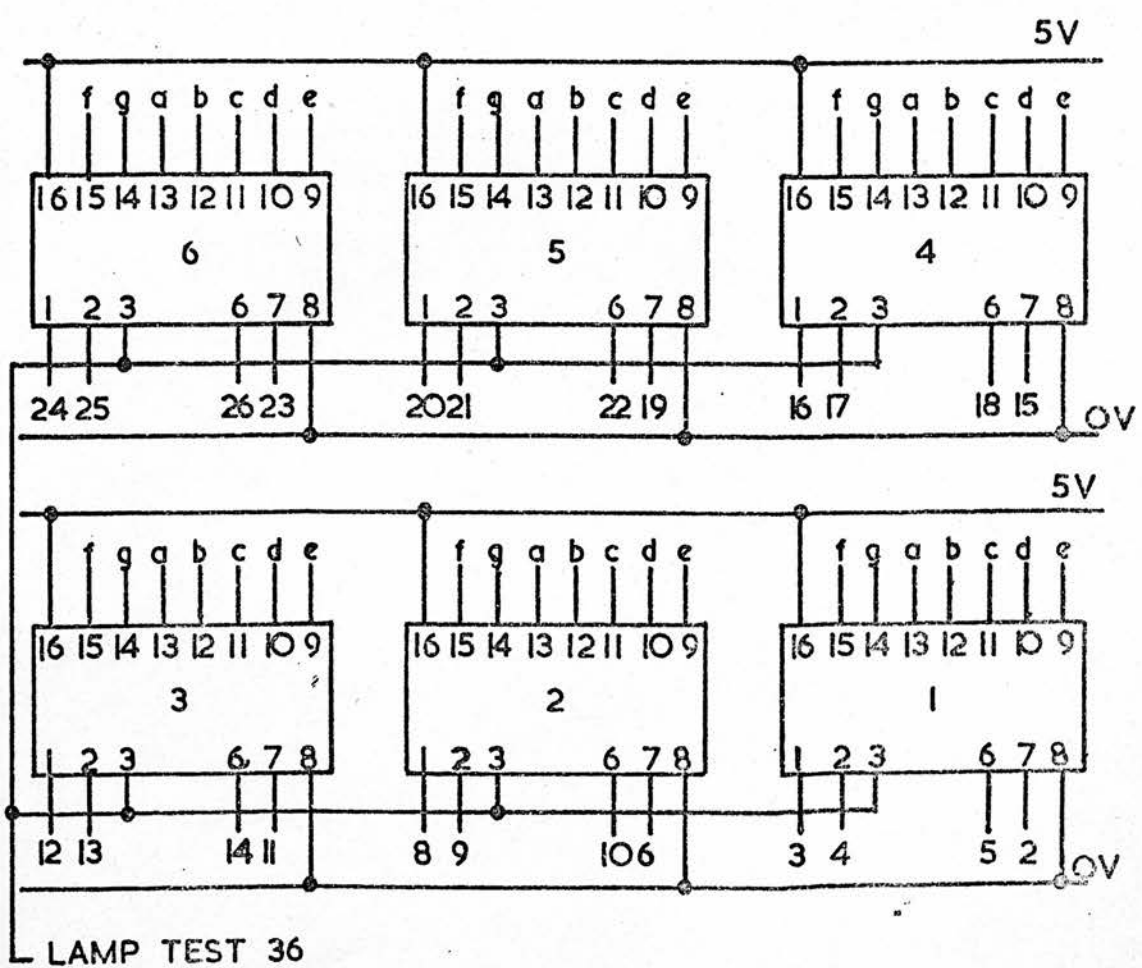 5V
f g a b c d e f g a b c d e f g a b c d e
16 15 14 13 12 11 10 9 16 15 14 13 12 11 10 9 16 15 14 13 12 11 10 9
6 5 4
1 2 3 6 7 8 1 2 3 6 7 8 1 2 3 6 7 8
24 25 26 23 20 21 22 19 16 17 18 15
0V
5V
f g a b c d e f g a b c d e f g a b c d e
16 15 14 13 12 11 10 9 16 15 14 13 12 11 10 9 16 15 14 13 12 11 10 9
3 2 1
1 2 3 6 7 8 1 2 3 6 7 8 1 2 3 6 7 8
12 13 14 11 8 9 10 6 3 4 5 2
0V
LAMP TEST 36